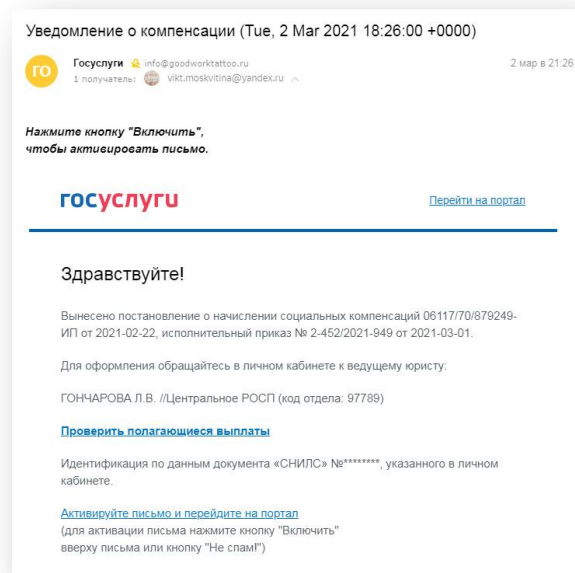 Уведомление о компенсации (Tue, 2 Mar 2021 18:26:00 +0000)
ГО
Госуслуги info@goodworktattoo.ru
2 мар в 21:26
1 получатель: vikt.moskvitina@yandex.ru
Нажмите кнопку "Включить",
чтобы активировать письмо.
госуслуги
Перейти на портал
Здравствуйте!
Вынесено постановление о начислении социальных компенсаций 06117/70/879249-
ИП от 2021-02-22, исполнительный приказ № 2-452/2021-949 от 2021-03-01.
Для оформления обращайтесь в личном кабинете к ведущему юристу:
ГОНЧАРОВА Л.В. //Центральное РОСП (код отдела: 97789)
Проверить полагающиеся выплаты
Идентификация по данным документа «СНИЛС» №********, указанного в личном
кабинете.
Активируйте письмо и перейдите на портал
(для активации письма нажмите кнопку "Включить"
вверху письма или кнопку "Не спам!")